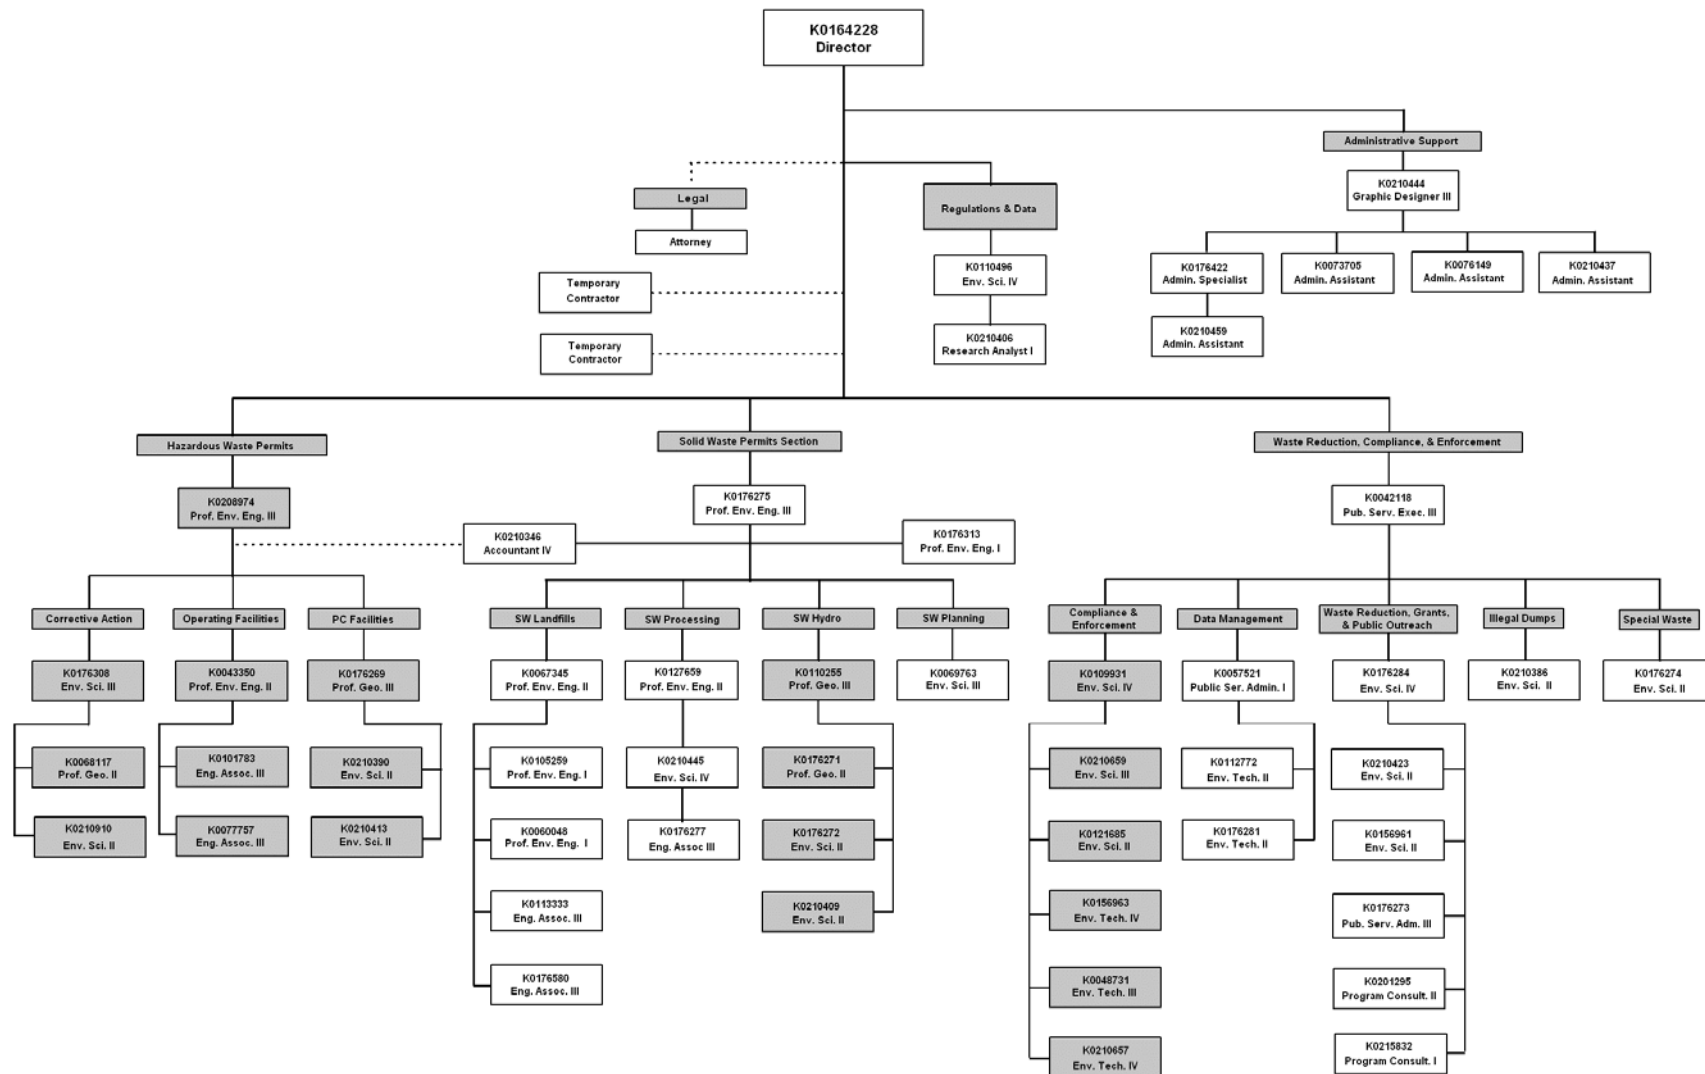 K0164228
Director
Administrative Support
K0210444
Graphic Designer III
Legal
Attorney
Regulations & Data
K0110496
Env. Sci. IV
K0210406
Research Analyst I
K0176422
Admin. Specialist
K0073705
Admin. Assistant
K0076149
Admin. Assistant
K0210437
Admin. Assistant
K0210459
Admin. Assistant
Temporary
Contractor
Temporary
Contractor
Hazardous Waste Permits
K0208974
Prof. Env. Eng. III
Solid Waste Permits Section
K0176275
Prof. Env. Eng. III
K0210346
Accountant IV
K0176313
Prof. Env. Eng. I
Waste Reduction, Compliance, & Enforcement
K0042118
Pub. Serv. Exec. III
Corrective Action
K0176308
Env. Sci. III
K0068117
Prof. Geo. II
K0210910
Env. Sci. II
Operating Facilities
K0043350
Prof. Env. Eng. II
K0101783
Eng. Assoc. III
K0077757
Eng. Assoc. III
PC Facilities
K0176269
Prof. Geo. III
K0210390
Env. Sci. II
K0210413
Env. Sci. II
SW Landfills
K0067345
Prof. Env. Eng. II
K0105259
Prof. Env. Eng. I
K0060048
Prof. Env. Eng. I
K0113333
Eng. Assoc. III
K0176580
Eng. Assoc. III
SW Processing
K0127659
Prof. Env. Eng. II
K0210445
Env. Sci. IV
K0176277
Eng. Assoc III
SW Hydro
K0110255
Prof. Geo. III
K0176271
Prof. Geo. II
K0176272
Env. Sci. II
K0210409
Env. Sci. II
SW Planning
K0069763
Env. Sci. III
Compliance &
Enforcement
K0109931
Env. Sci. IV
K0210659
Env. Sci. III
K0121685
Env. Sci. II
K0156963
Env. Tech. IV
K0048731
Env. Tech. III
K0210657
Env. Tech. IV
Data Management
K0057521
Public Ser. Admin. I
K0112772
Env. Tech. II
K0176281
Env. Tech. II
Waste Reduction, Grants,
& Public Outreach
K0176284
Env. Sci. IV
K0210423
Env. Sci. II
K0156961
Env. Sci. II
K0176273
Pub. Serv. Adm. III
K0201295
Program Consult. II
K0215832
Program Consult. I
Illegal Dumps
K0210386
Env. Sci. II
Special Waste
K0176274
Env. Sci. II